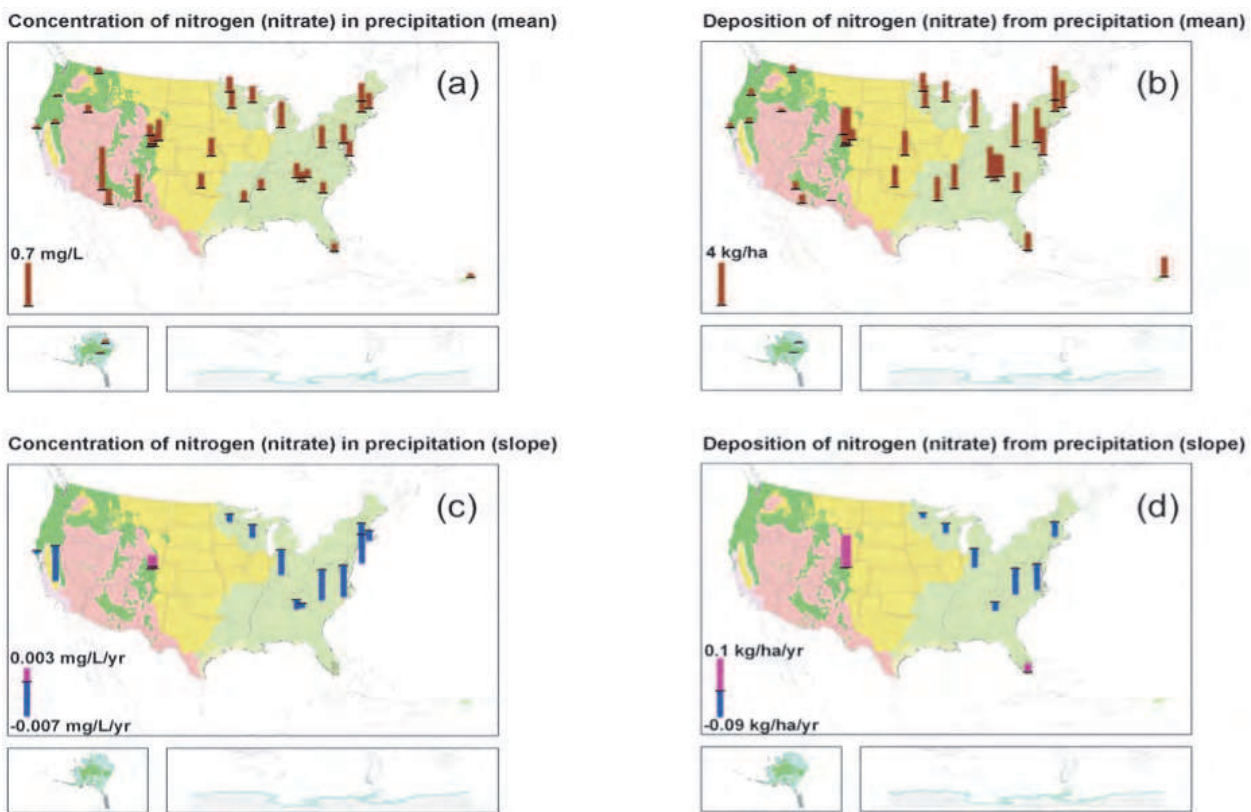 Concentration of nitrogen (nitrate) in precipitation (mean)
(a)
0.7 mg/L
Deposition of nitrogen (nitrate) from precipitation (mean)
(b)
4 kg/ha
Concentration of nitrogen (nitrate) in precipitation (slope)
(c)
0.003 mg/L/yr
-0.007 mg/L/yr
Deposition of nitrogen (nitrate) from precipitation (slope)
(d)
0.1 kg/ha/yr
-0.09 kg/ha/yr